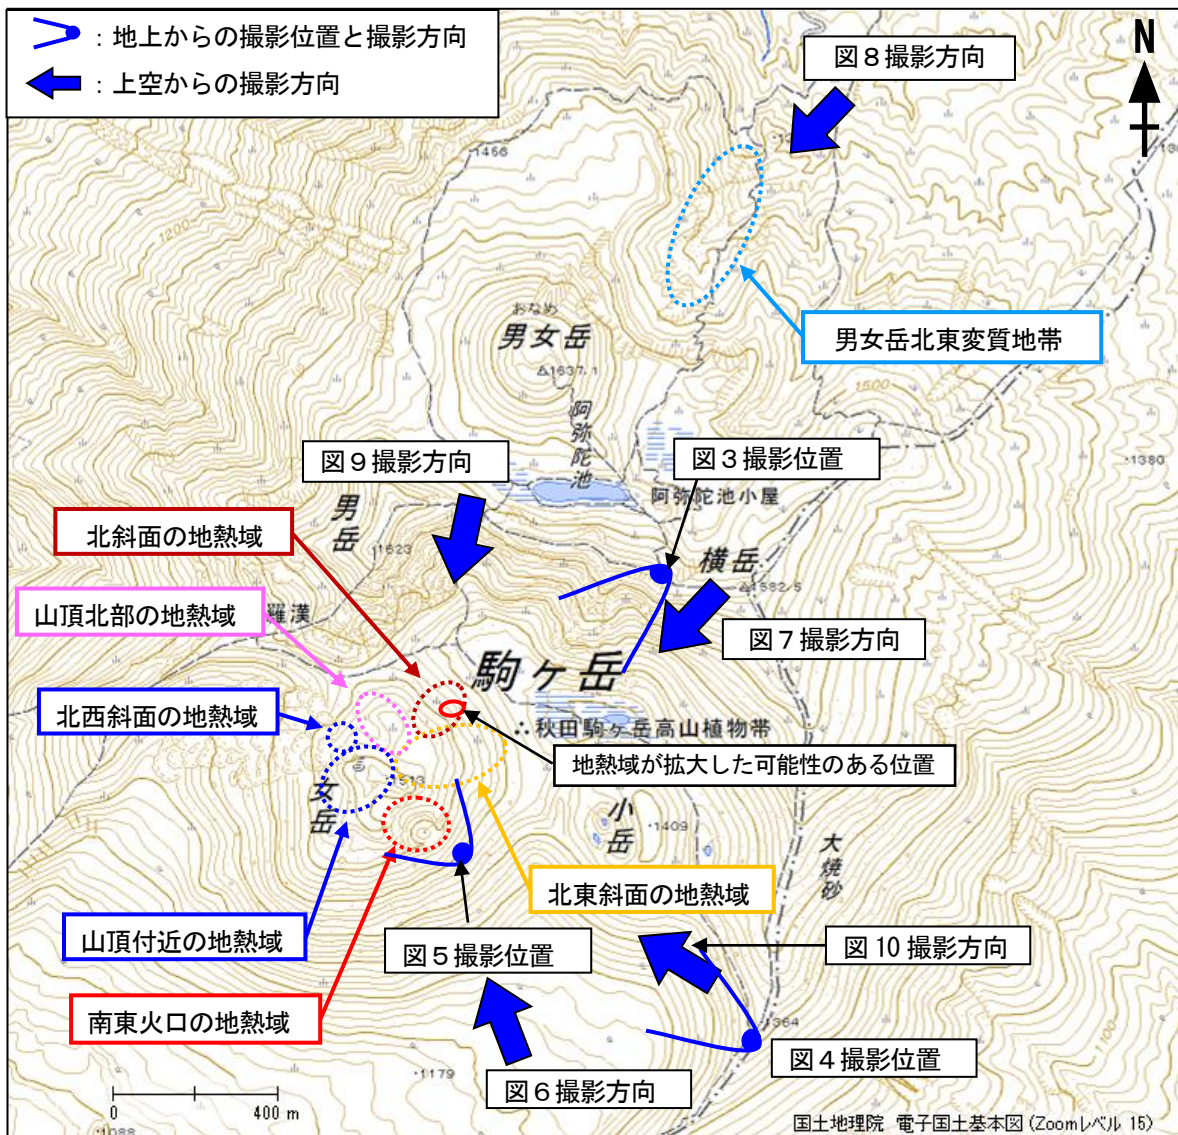 ：地上からの撮影位置と撮影方向
：上空からの撮影方向
図８撮影方向
N
・1456
1200
男女岳北東変質地帯
おなめ
男女岳
△1637.1
1500
・1380
阿弥陀池
図９撮影方向
図３撮影位置
阿弥陀池小屋
男岳
・1623
北斜面の地熱域
横岳
△1582.5
山頂北部の地熱域
羅漢
図７撮影方向
駒ヶ岳
北西斜面の地熱域
∴秋田駒ヶ岳高山植物帯
地熱域が拡大した可能性のある位置
・1513
女岳
小岳
・1409
大焼砂
北東斜面の地熱域
山頂付近の地熱域
図５撮影位置
図10撮影方向
南東火口の地熱域
・1364
図４撮影位置
図６撮影方向
・1179
1100
0 400 m
・1088
国土地理院 電子国土基本図(Zoomレベル 15)